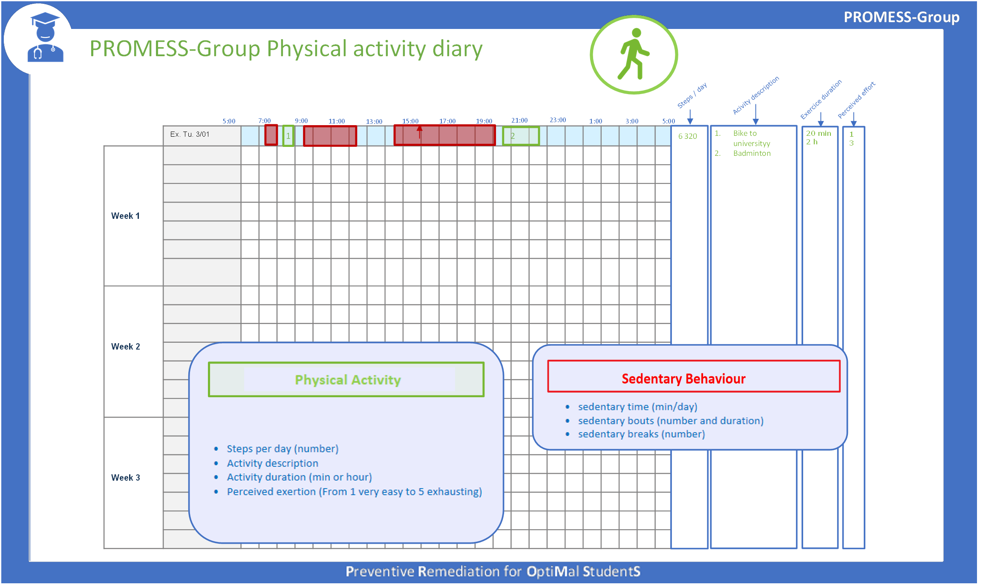 PROMESS-Group
PROMESS-Group Physical activity diary
Steps / day
Acivity description
Exercice duration
Perceived effort
5:00 7:00 9:00 11:00 13:00 15:00 17:00 19:00 21:00 23:00 1:00 3:00 5:00
Ex. Tu. 3/01
1
2
6 320
1. Bike to
universityy
2. Badminton
20 min
2 h
1
3
Week 1
Week 2
Week 3
Physical Activity
• Steps per day (number)
• Activity description
• Activity duration (min or hour)
• Perceived exertion (From 1 very easy to 5 exhausting)
Sedentary Behaviour
• sedentary time (min/day)
• sedentary bouts (number and duration)
• sedentary breaks (number)
Preventive Remediation for OptiMal StudentS